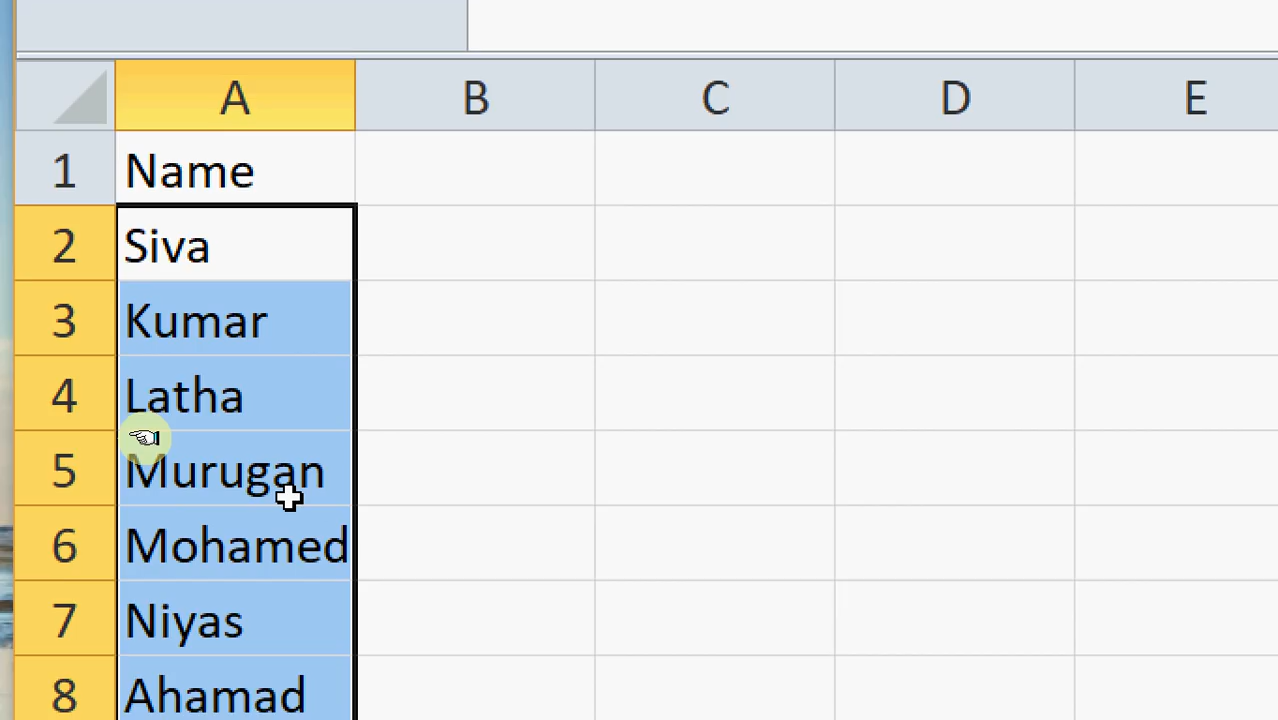 A B C D E
1 Name
2 Siva
3 Kumar
4 Latha
5 Murugan
6 Mohamed
7 Niyas
8 Ahamad